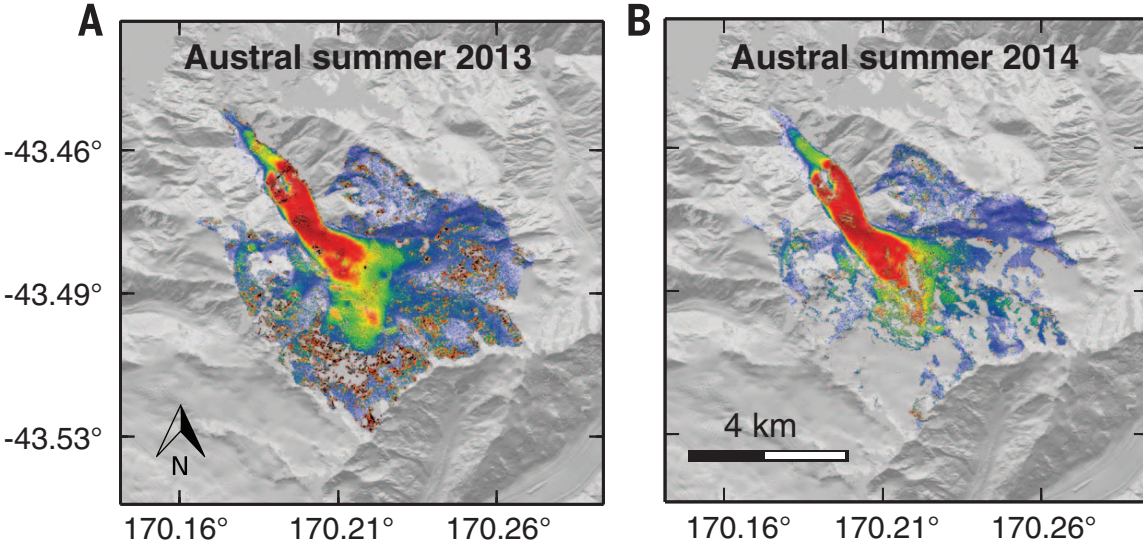 A
B
Austral summer 2013
Austral summer 2014
-43.46°
-43.49°
-43.53°
N
4 km
170.16° 170.21° 170.26°
170.16° 170.21° 170.26°